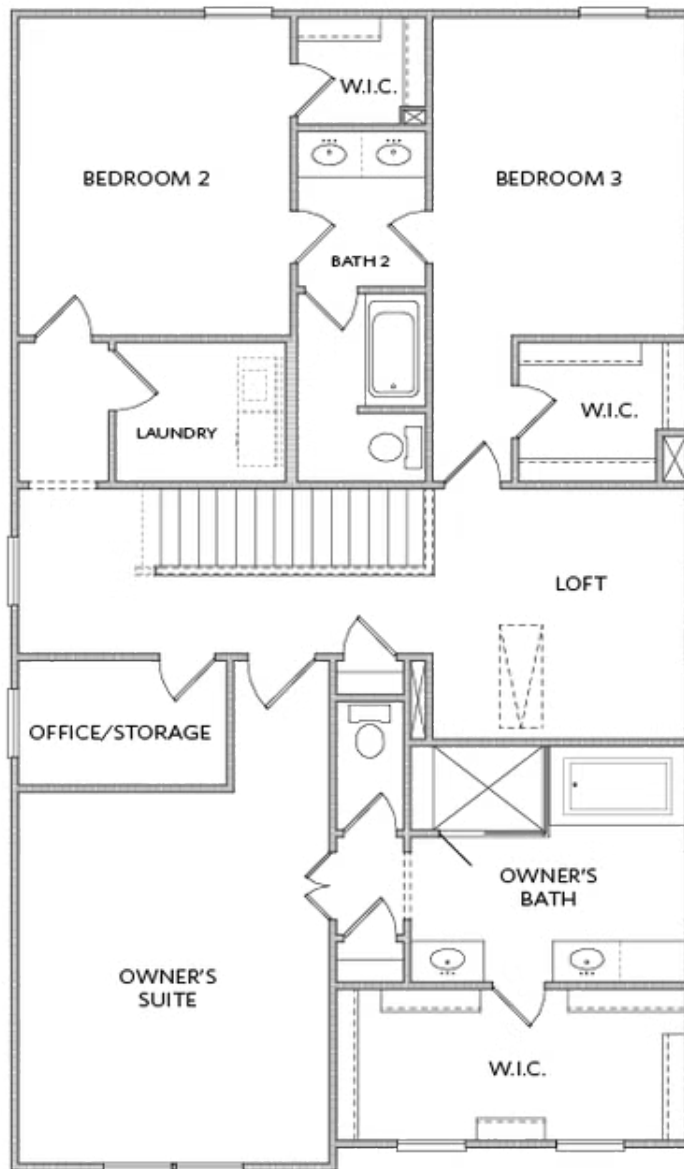 W.I.C.
BEDROOM 2
BEDROOM 3
BATH 2
W.I.C.
LAUNDRY
LOFT
OFFICE/STORAGE
OWNER'S
BATH
OWNER'S
SUITE
W.I.C.